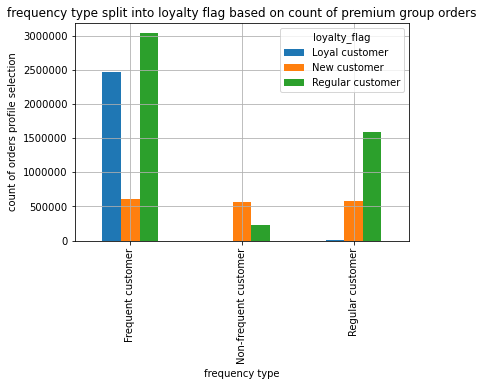 frequency type split into loyalty flag based on count of premium group orders
count of orders profile selection
3000000
2500000
2000000
1500000
1000000
500000
0
loyalty_flag
Loyal customer
New customer
Regular customer
Frequent customer
Non-frequent customer
Regular customer
frequency type